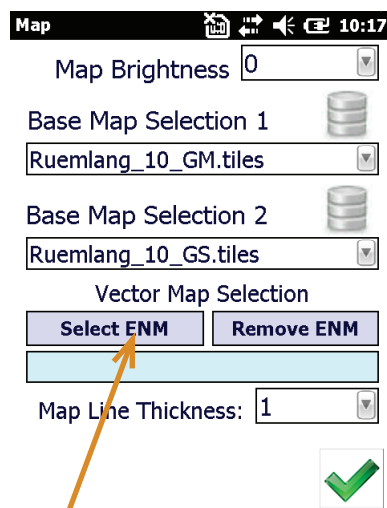 Map 10:17
Map Brightness 0
Base Map Selection 1
Ruemlang_10_GM.tiles
Base Map Selection 2
Ruemlang_10_GS.tiles
Vector Map Selection
Select ENM Remove ENM
Map Line Thickness: 1